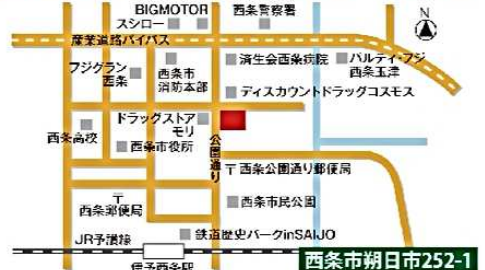 BIGMOTOR
西条警察署
スシロー
N
産業道路バイパス
フジグラン
西条
西条市
消防本部
済生会西条病院
パルティ・フジ
西条玉津
ディスカウントドラッグコスモス
ドラッグストア
モリ
西条高校
西条市役所
公園通り
〒西条公園通り郵便局
〒
西条郵便局
西条市民公園
JR予讃線
鉄道歴史パークinSAIJO
伊予西条駅
西条市朔日市252-1